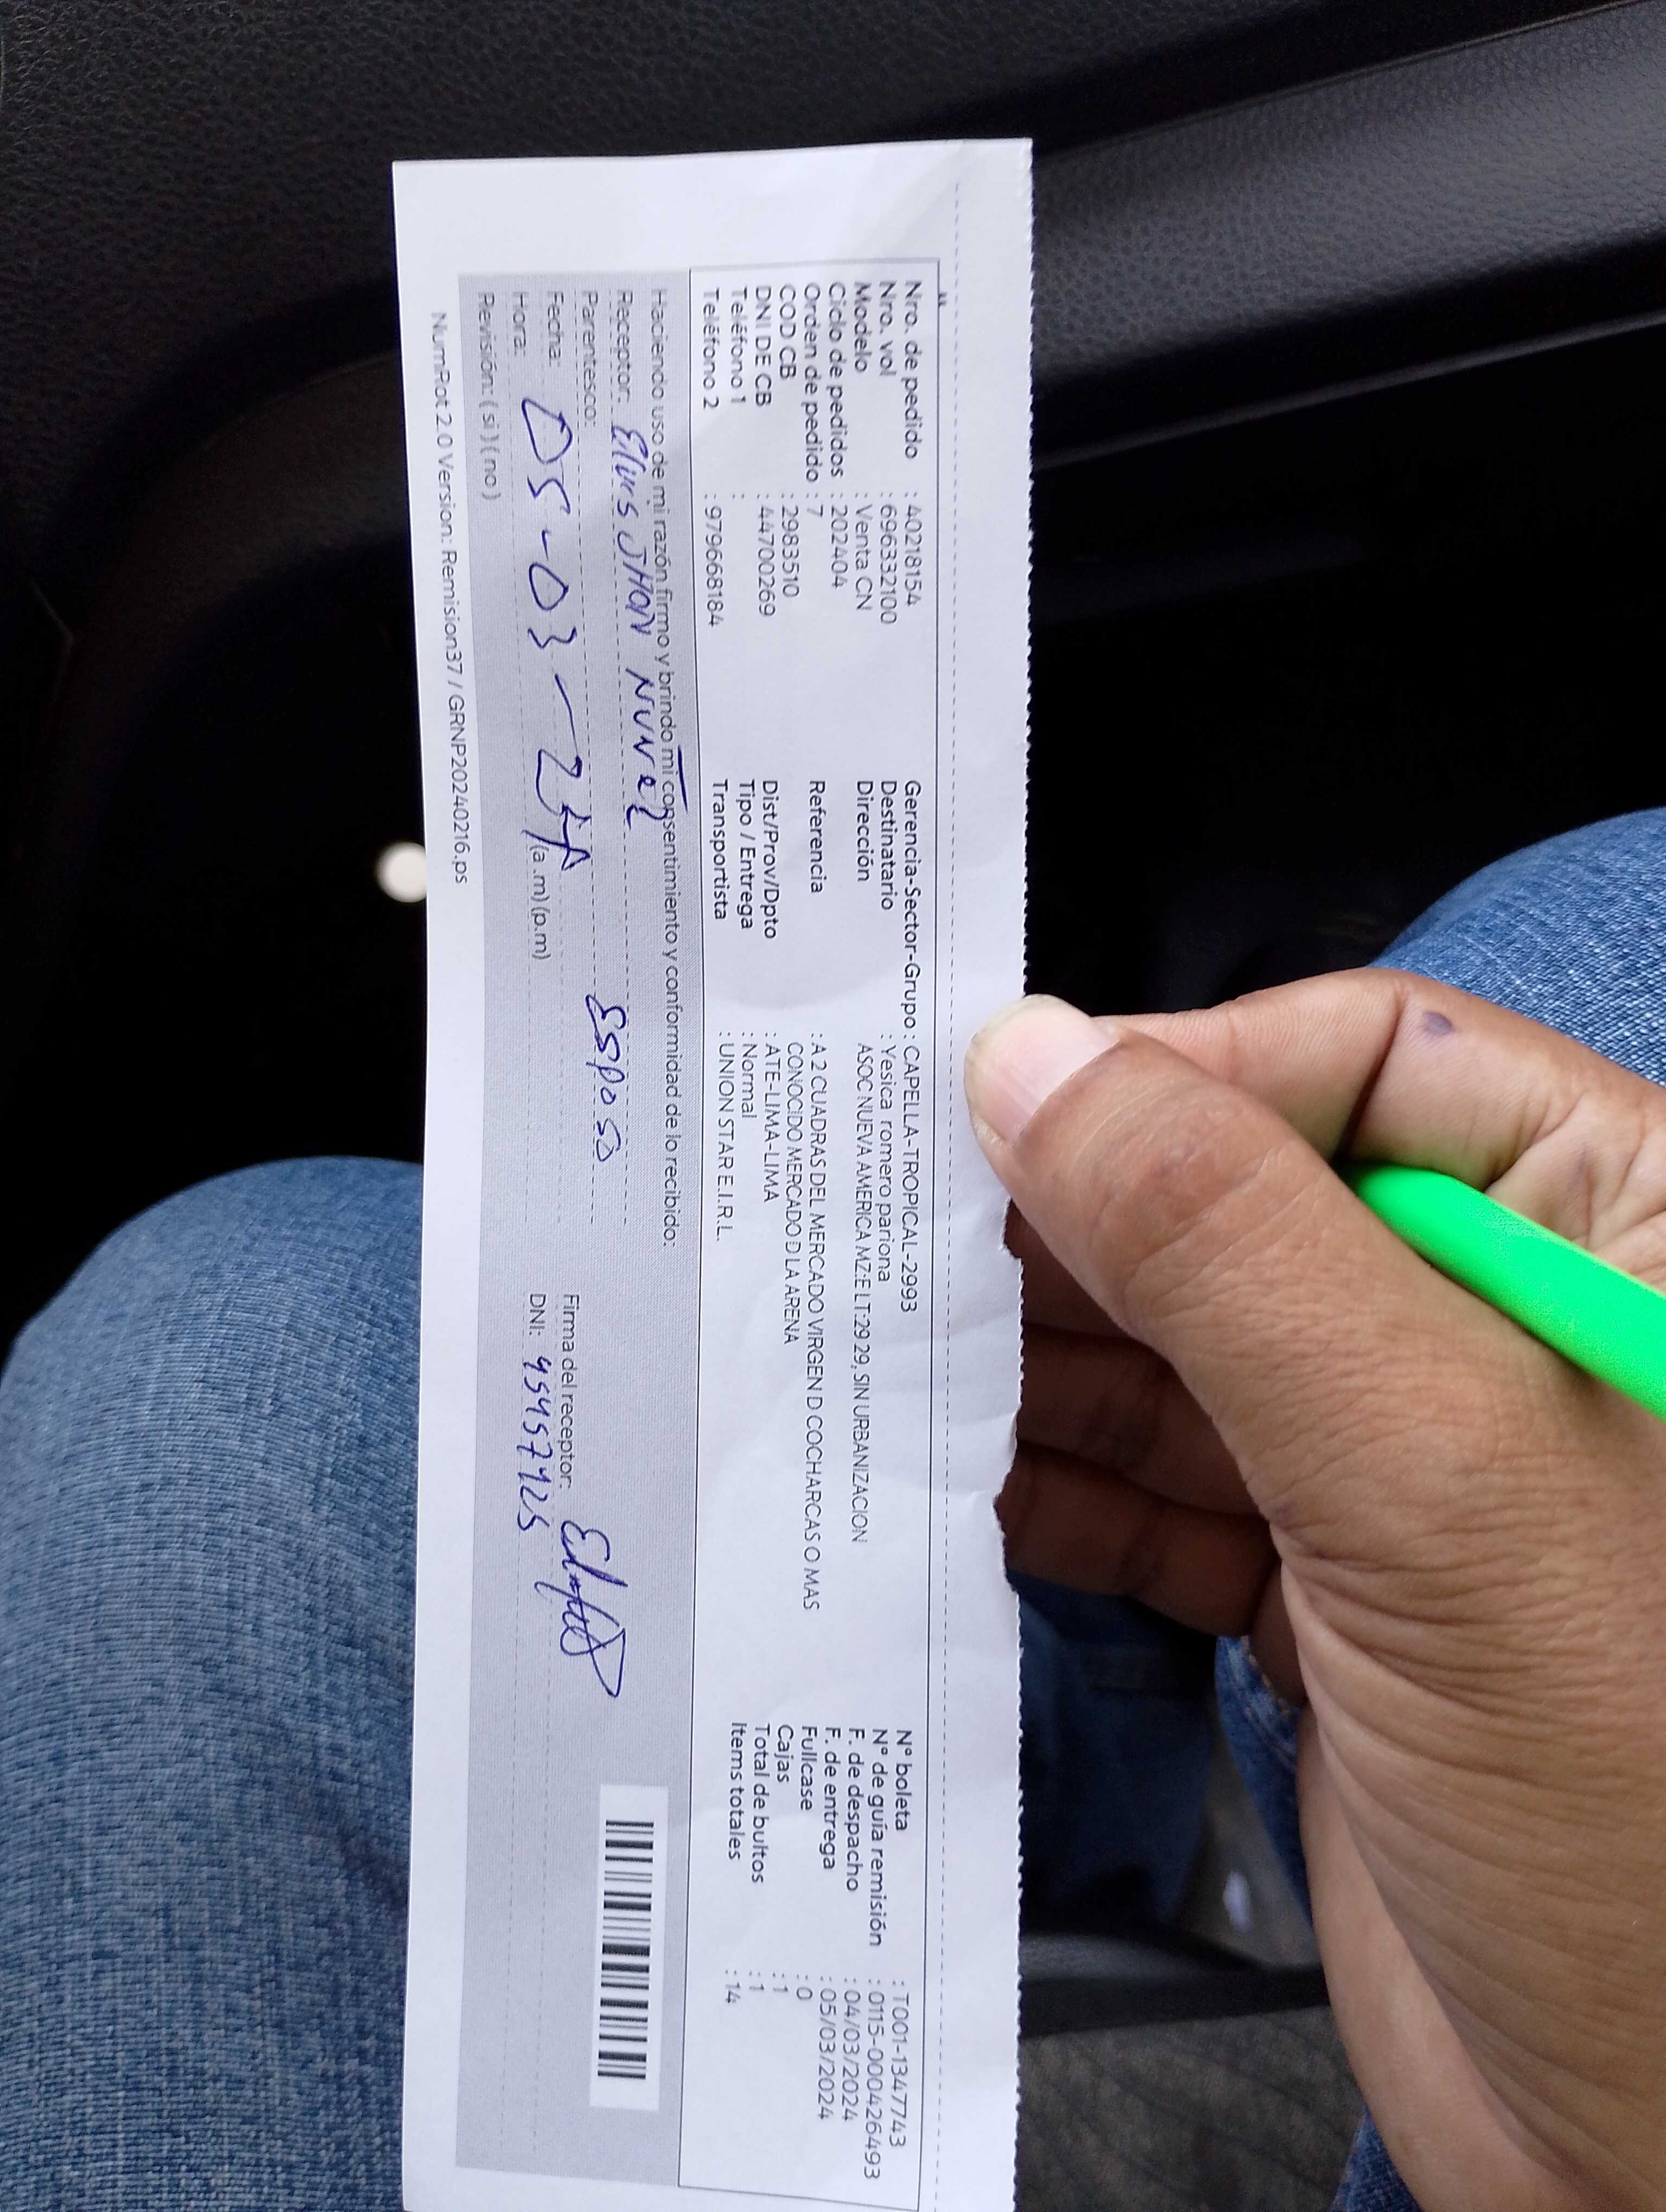 Nro. de pedido : 40218154
Nro. vol : 696332100
Modelo : Venta CN
Ciclo de pedidos : 202404
Orden de pedido : 7
COD CB : 2983510
DNI DE CB : 44700269
Teléfono 1 :
Teléfono 2 : 979668184
Gerencia-Sector-Grupo : CAPELLA-TROPICAL-2993
Destinatario : Yesica romero pariona
Dirección ASOC NUEVA AMERICA MZ:E LT:29 29, SIN URBANIZACION
Referencia : A 2 CUADRAS DEL MERCADO VIRGEN D COCHARCAS O MAS
CONOCIDO MERCADO D LA ARENA
Dist/Prov/Dpto : ATE-LIMA-LIMA
Tipo / Entrega : Normal
Transportista : UNION STAR E.I.R.L.
N° boleta : T001-1347743
N° de guía remisión : 0115-000426493
F. de despacho : 04/03/2024
F. de entrega : 05/03/2024
Fullcase : 0
Cajas : 1
Total de bultos : 1
Items totales : 14
Haciendo uso de mi razón firmo y brindo mi consentimiento y conformidad de lo recibido:
Receptor: Elvis JHON NUNEZ
Parentesco: Esposo
Fecha: 05-03-24
Hora: (a.m) (p.m)
Revisión: ( si ) ( no )
Firma del receptor:
DNI: 45457425
NumRot 2.0 Version: Remision37 / GRNP20240216.ps